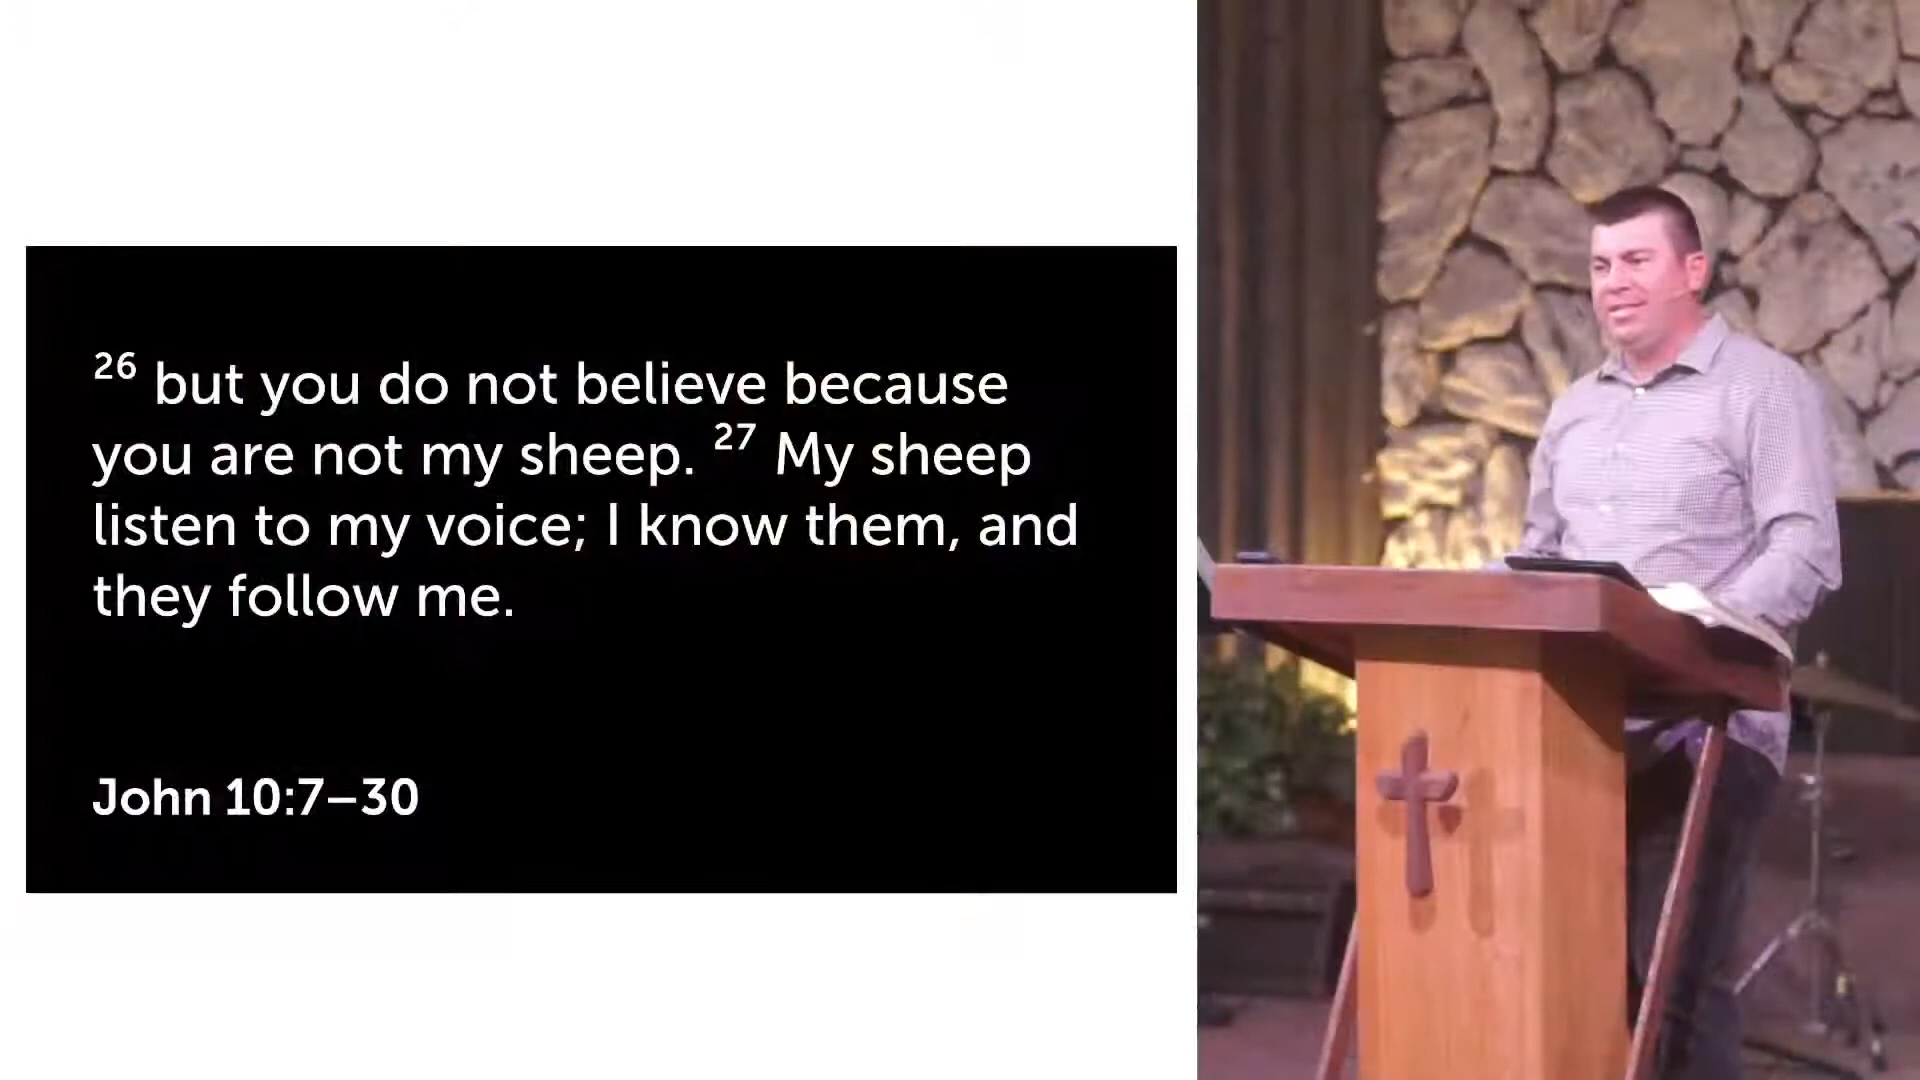 26 but you do not believe because
you are not my sheep. 27 My sheep
listen to my voice; I know them, and
they follow me.
John 10:7–30